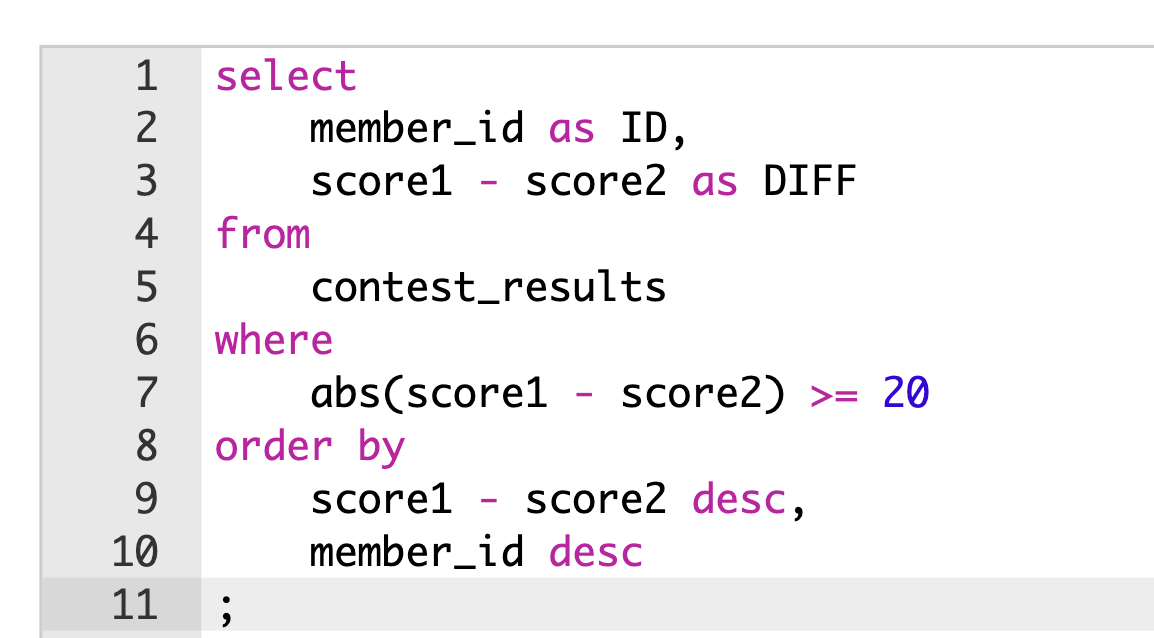 1 select
2     member_id as ID,
3     score1 - score2 as DIFF
4 from
5     contest_results
6 where
7     abs(score1 - score2) >= 20
8 order by
9     score1 - score2 desc,
10     member_id desc
11 ;